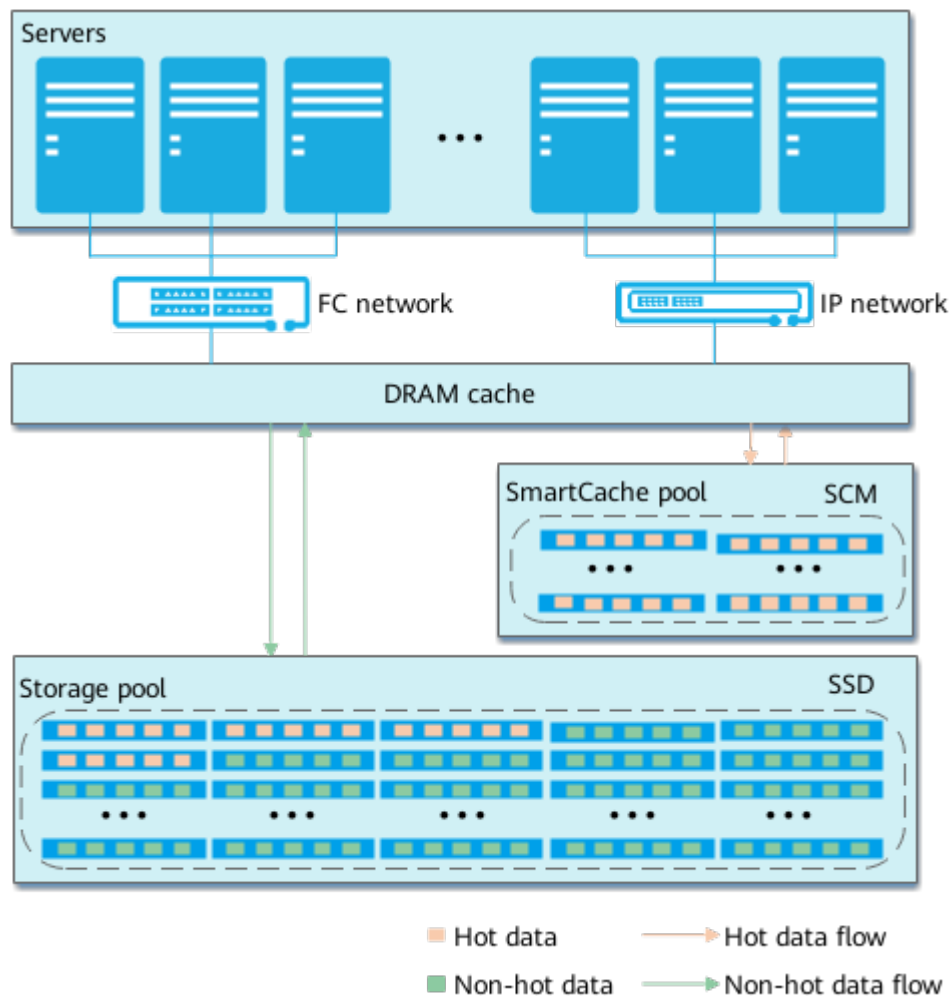 Servers
FC network
IP network
DRAM cache
SmartCache pool
SCM
Storage pool
SSD
Hot data
Hot data flow
Non-hot data
Non-hot data flow